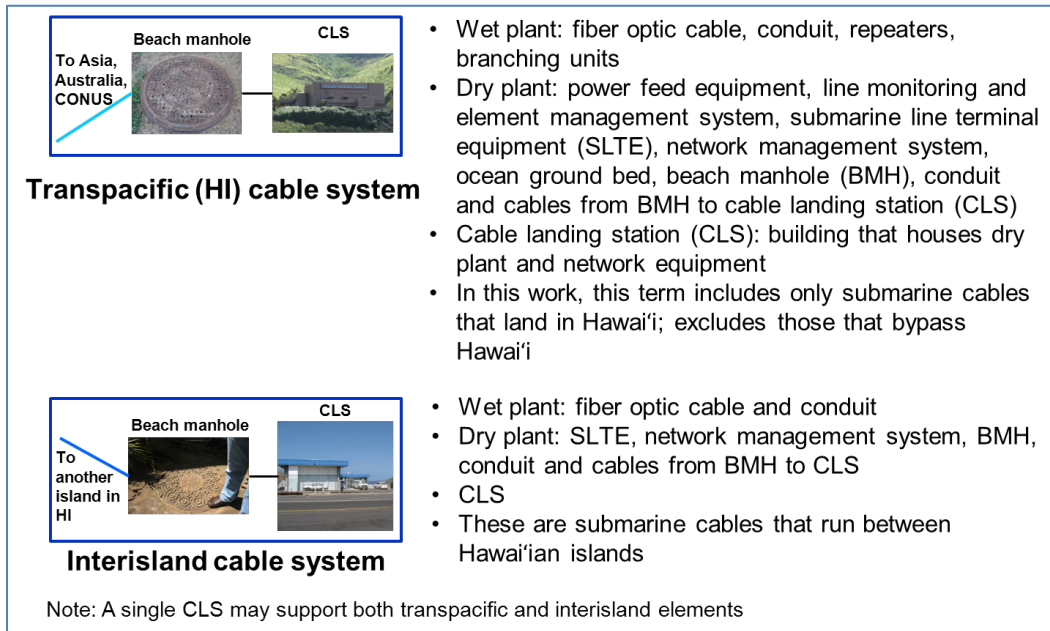 Beach manhole
CLS
To Asia,
Australia,
CONUS
Transpacific (HI) cable system
• Wet plant: fiber optic cable, conduit, repeaters,
branching units
• Dry plant: power feed equipment, line monitoring and
element management system, submarine line terminal
equipment (SLTE), network management system,
ocean ground bed, beach manhole (BMH), conduit
and cables from BMH to cable landing station (CLS)
• Cable landing station (CLS): building that houses dry
plant and network equipment
• In this work, this term includes only submarine cables
that land in Hawaiʻi; excludes those that bypass
Hawaiʻi
Beach manhole
CLS
To
another
island in
HI
Interisland cable system
• Wet plant: fiber optic cable and conduit
• Dry plant: SLTE, network management system, BMH,
conduit and cables from BMH to CLS
• CLS
• These are submarine cables that run between
Hawaiʻian islands
Note: A single CLS may support both transpacific and interisland elements